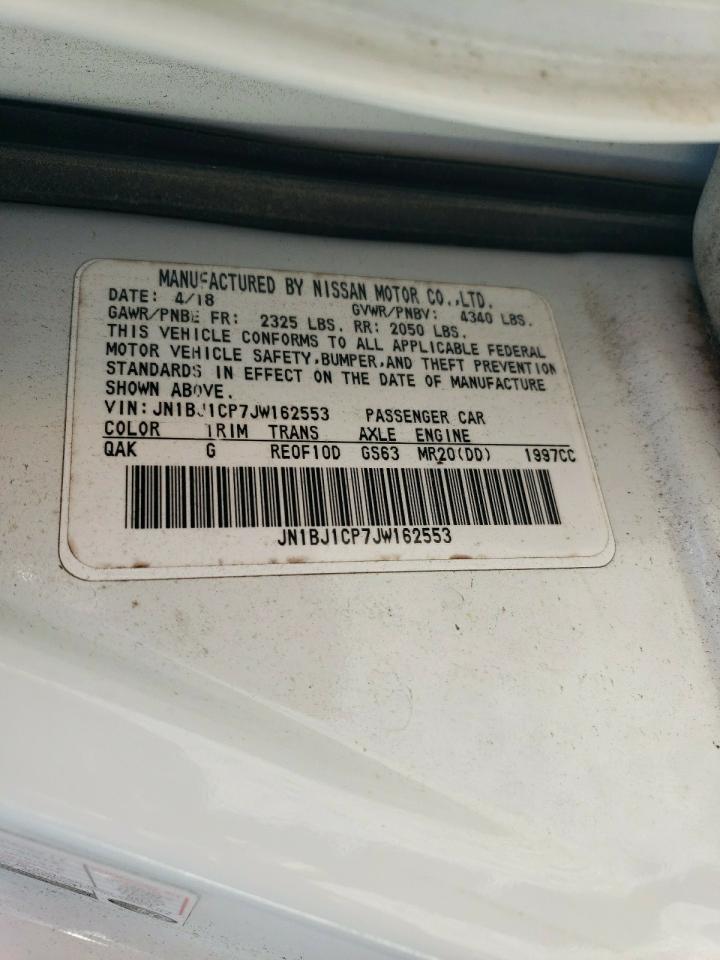 MANUFACTURED BY NISSAN MOTOR CO.,LTD.
DATE: 4/18 GVWR/PNBV: 4340 LBS.
GAWR/PNBE FR: 2325 LBS. RR: 2050 LBS.
THIS VEHICLE CONFORMS TO ALL APPLICABLE FEDERAL
MOTOR VEHICLE SAFETY,BUMPER,AND THEFT PREVENTION
STANDARDS IN EFFECT ON THE DATE OF MANUFACTURE
SHOWN ABOVE.
VIN: JN1BJ1CP7JW162553 PASSENGER CAR
COLOR TRIM TRANS AXLE ENGINE
QAK G RE0F10D GS63 MR20(DD) 1997CC
JN1BJ1CP7JW162553